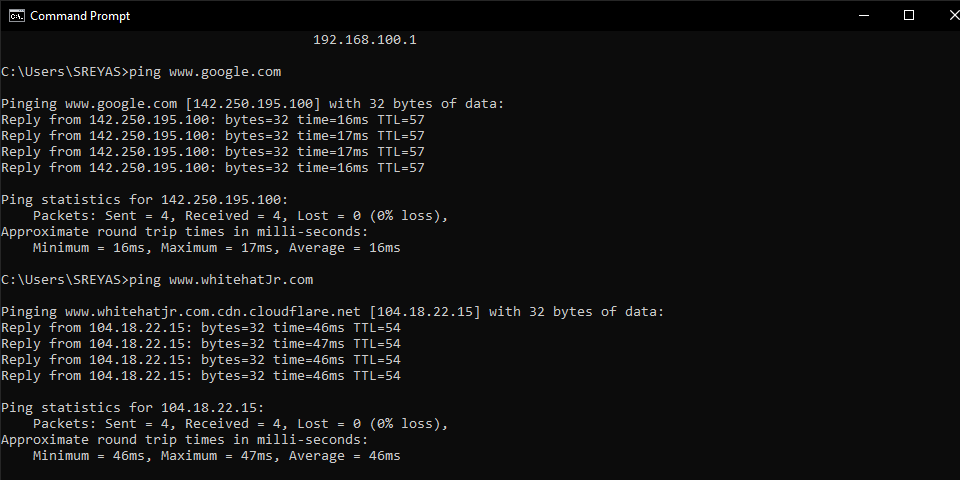 Command Prompt
192.168.100.1
C:\Users\SREYAS>ping www.google.com
Pinging www.google.com [142.250.195.100] with 32 bytes of data:
Reply from 142.250.195.100: bytes=32 time=16ms TTL=57
Reply from 142.250.195.100: bytes=32 time=17ms TTL=57
Reply from 142.250.195.100: bytes=32 time=17ms TTL=57
Reply from 142.250.195.100: bytes=32 time=16ms TTL=57
Ping statistics for 142.250.195.100:
    Packets: Sent = 4, Received = 4, Lost = 0 (0% loss),
Approximate round trip times in milli-seconds:
    Minimum = 16ms, Maximum = 17ms, Average = 16ms
C:\Users\SREYAS>ping www.whitehatJr.com
Pinging www.whitehatjr.com.cdn.cloudflare.net [104.18.22.15] with 32 bytes of data:
Reply from 104.18.22.15: bytes=32 time=46ms TTL=54
Reply from 104.18.22.15: bytes=32 time=47ms TTL=54
Reply from 104.18.22.15: bytes=32 time=46ms TTL=54
Reply from 104.18.22.15: bytes=32 time=46ms TTL=54
Ping statistics for 104.18.22.15:
    Packets: Sent = 4, Received = 4, Lost = 0 (0% loss),
Approximate round trip times in milli-seconds:
    Minimum = 46ms, Maximum = 47ms, Average = 46ms